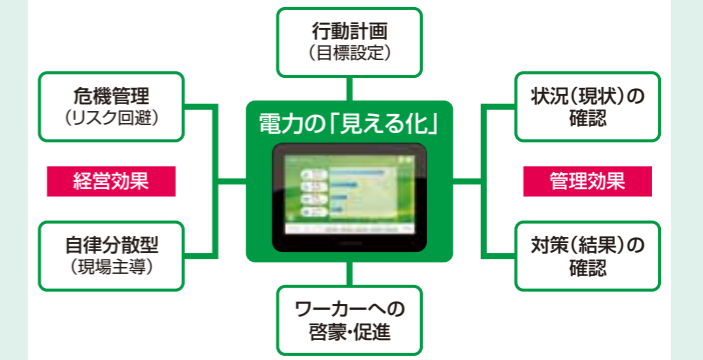 行動計画
（目標設定）
危機管理
（リスク回避）
電力の「見える化」
状況（現状）の
確認
経営効果
管理効果
自律分散型
（現場主導）
対策（結果）の
確認
ワーカーへの
啓蒙・促進